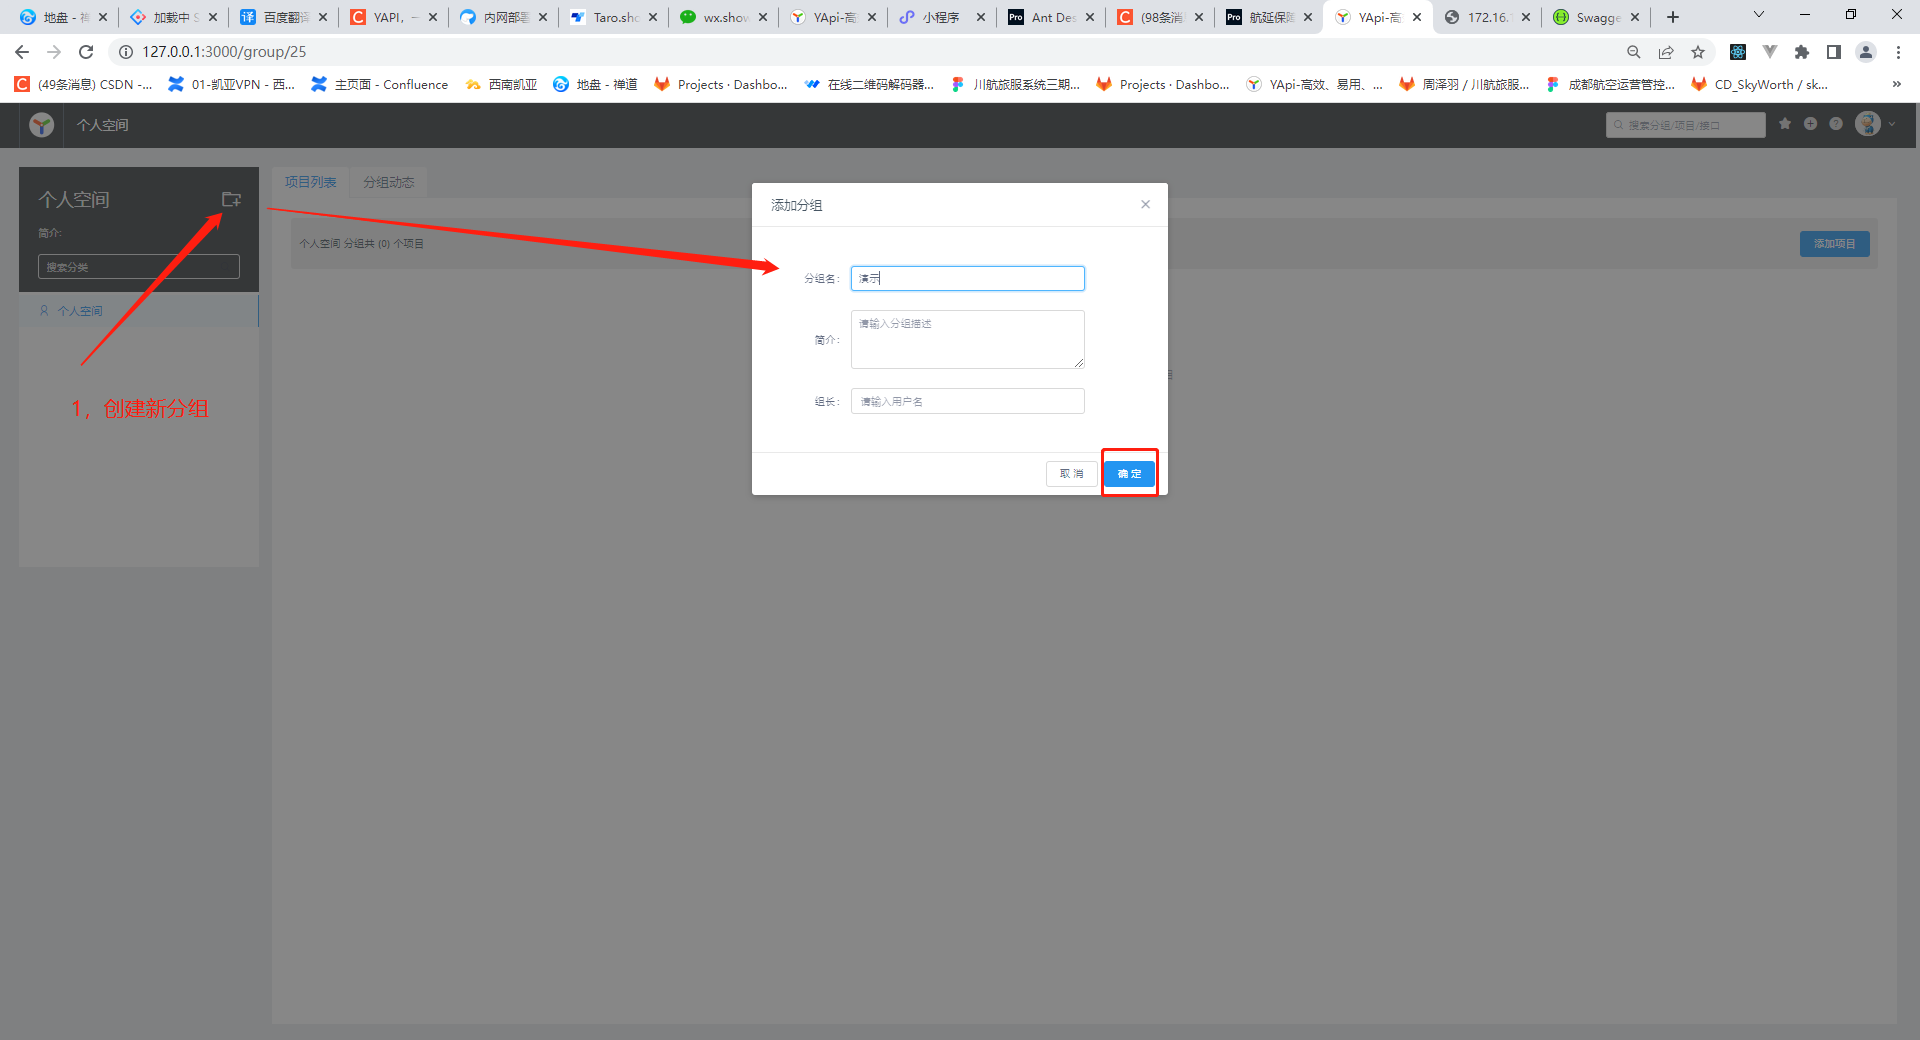 地盘 - 禅
加载中 S
百度翻译
YAPI, 一
内网部署
Taro.sho
wx.show
YApi-高
小程序
Ant Des
(98条消
航延保障
YApi-高
172.16.
Swagge
127.0.0.1:3000/group/25
(49条消息) CSDN -...
01-凯亚VPN - 西...
主页面 - Confluence
西南凯亚
地盘 - 禅道
Projects · Dashbo...
在线二维码解码器...
川航旅服系统三期...
Projects · Dashbo...
YApi-高效、易用、...
周泽羽 / 川航旅服...
成都航空运营管控...
CD_SkyWorth / sk...
»
个人空间
搜索分组/项目/接口
个人空间
简介:
搜索分类
个人空间
1, 创建新分组
项目列表
分组动态
个人空间 分组共 (0) 个项目
添加项目
添加分组
分组名:
演示
简介:
请输入分组描述
组长:
请输入用户名
取 消
确 定